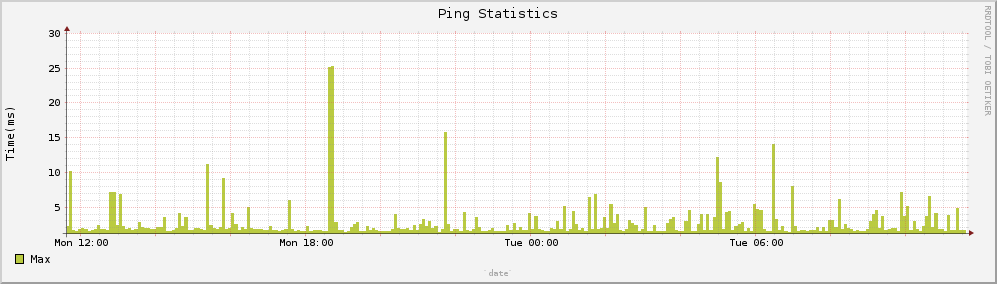 Ping Statistics
RRDTOOL / TOBI OETIKER
Time(ms)
30
25
20
15
10
5
Mon 12:00 Mon 18:00 Tue 00:00 Tue 06:00
Max
`date`